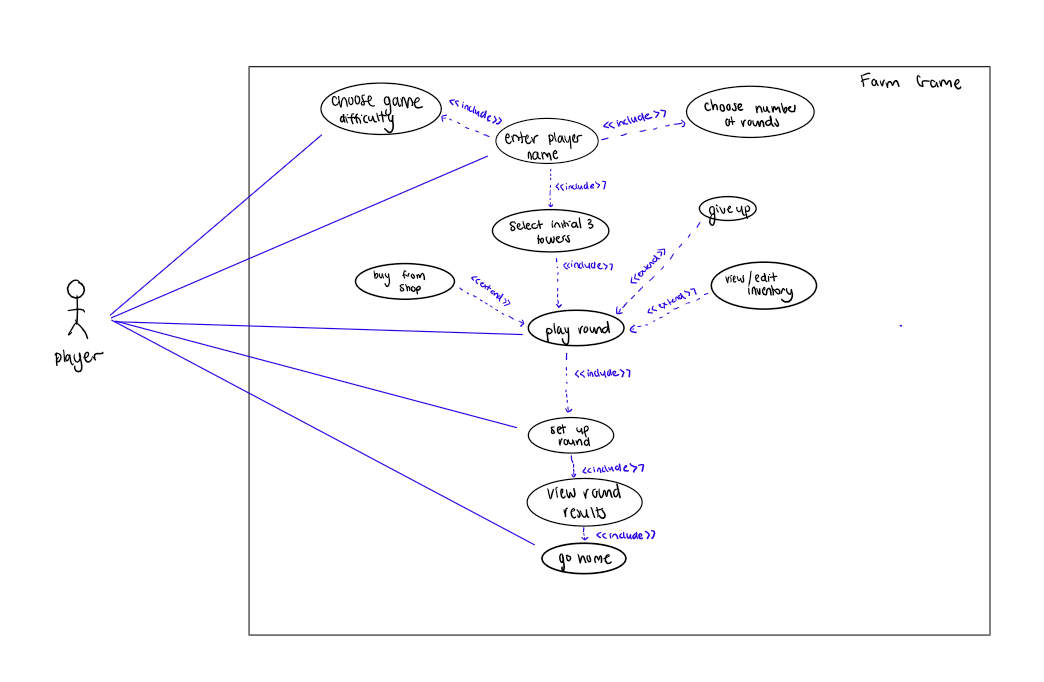 Farm Game
choose game
difficulty
<<include>>
<<include>>
choose number
of rounds
enter player
name
<<include>>
give up
select initial 3
towers
<<extend>>
<<include>>
buy from
shop
<<extend>>
view/edit
inventory
<<extend>>
play round
player
<<include>>
set up
round
<<include>>
view round
results
<<include>>
go home